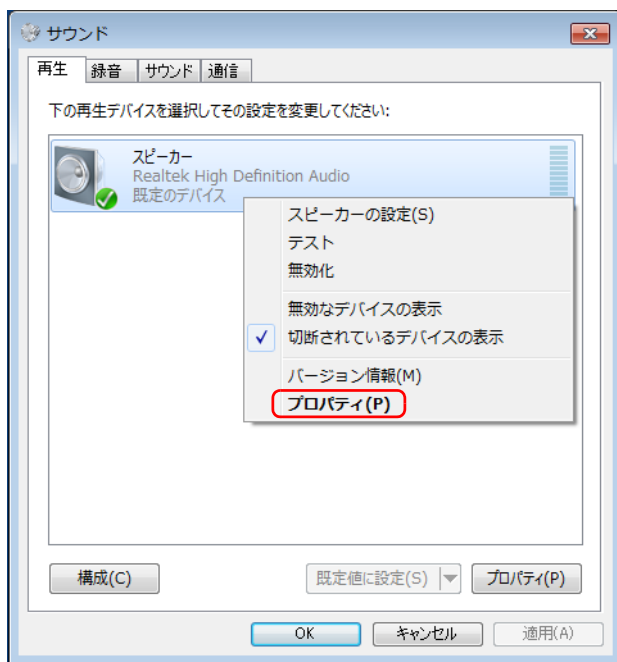 サウンド
再生 録音 サウンド 通信
下の再生デバイスを選択してその設定を変更してください:
スピーカー
Realtek High Definition Audio
既定のデバイス
スピーカーの設定(S)
テスト
無効化
無効なデバイスの表示
切断されているデバイスの表示
バージョン情報(M)
プロパティ(P)
構成(C) 既定値に設定(S) プロパティ(P)
OK キャンセル 適用(A)